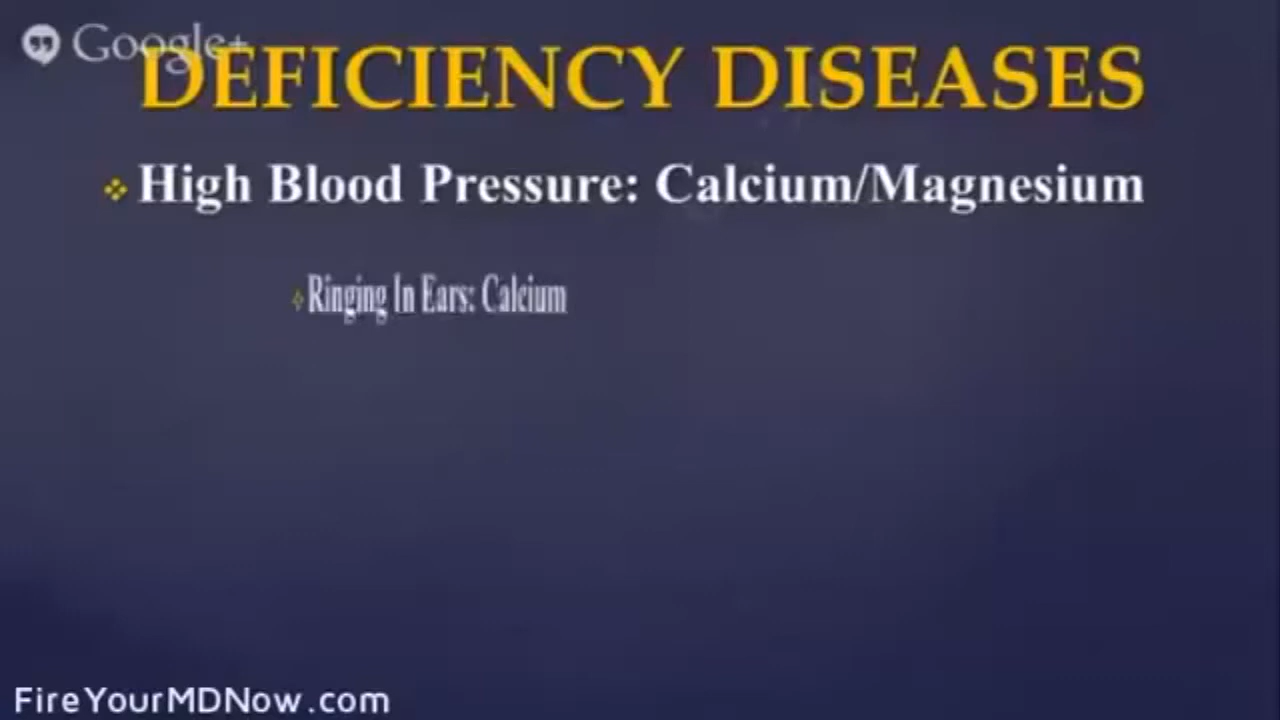 Google+
DEFICIENCY DISEASES
High Blood Pressure: Calcium/Magnesium
Ringing In Ears: Calcium
FireYourMDNow.com